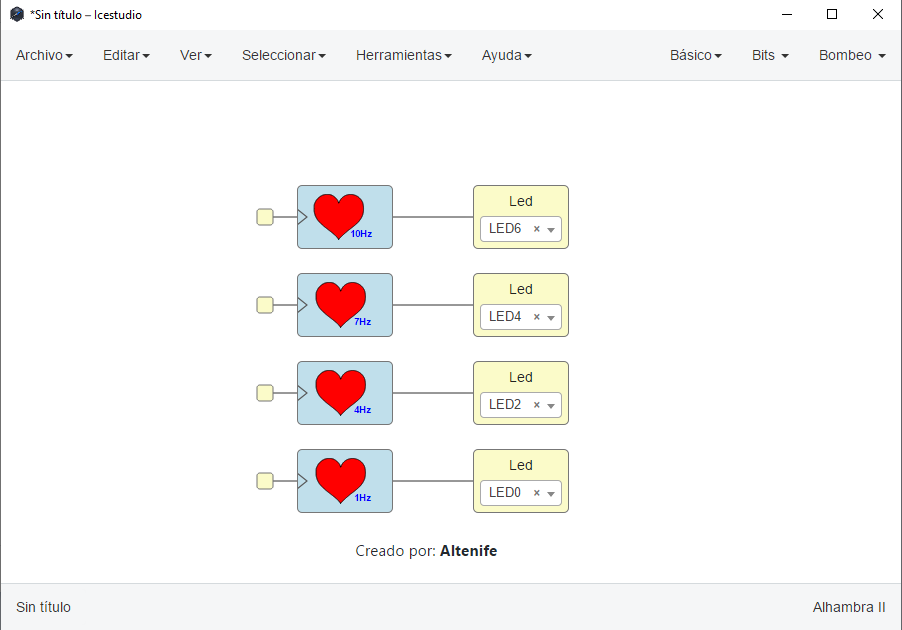 *Sin título – Icestudio
Archivo Editar Ver Seleccionar Herramientas Ayuda Básico Bits Bombeo
10Hz
Led
LED6 ×
7Hz
Led
LED4 ×
4Hz
Led
LED2 ×
1Hz
Led
LED0 ×
Creado por: Altenife
Sin título Alhambra II